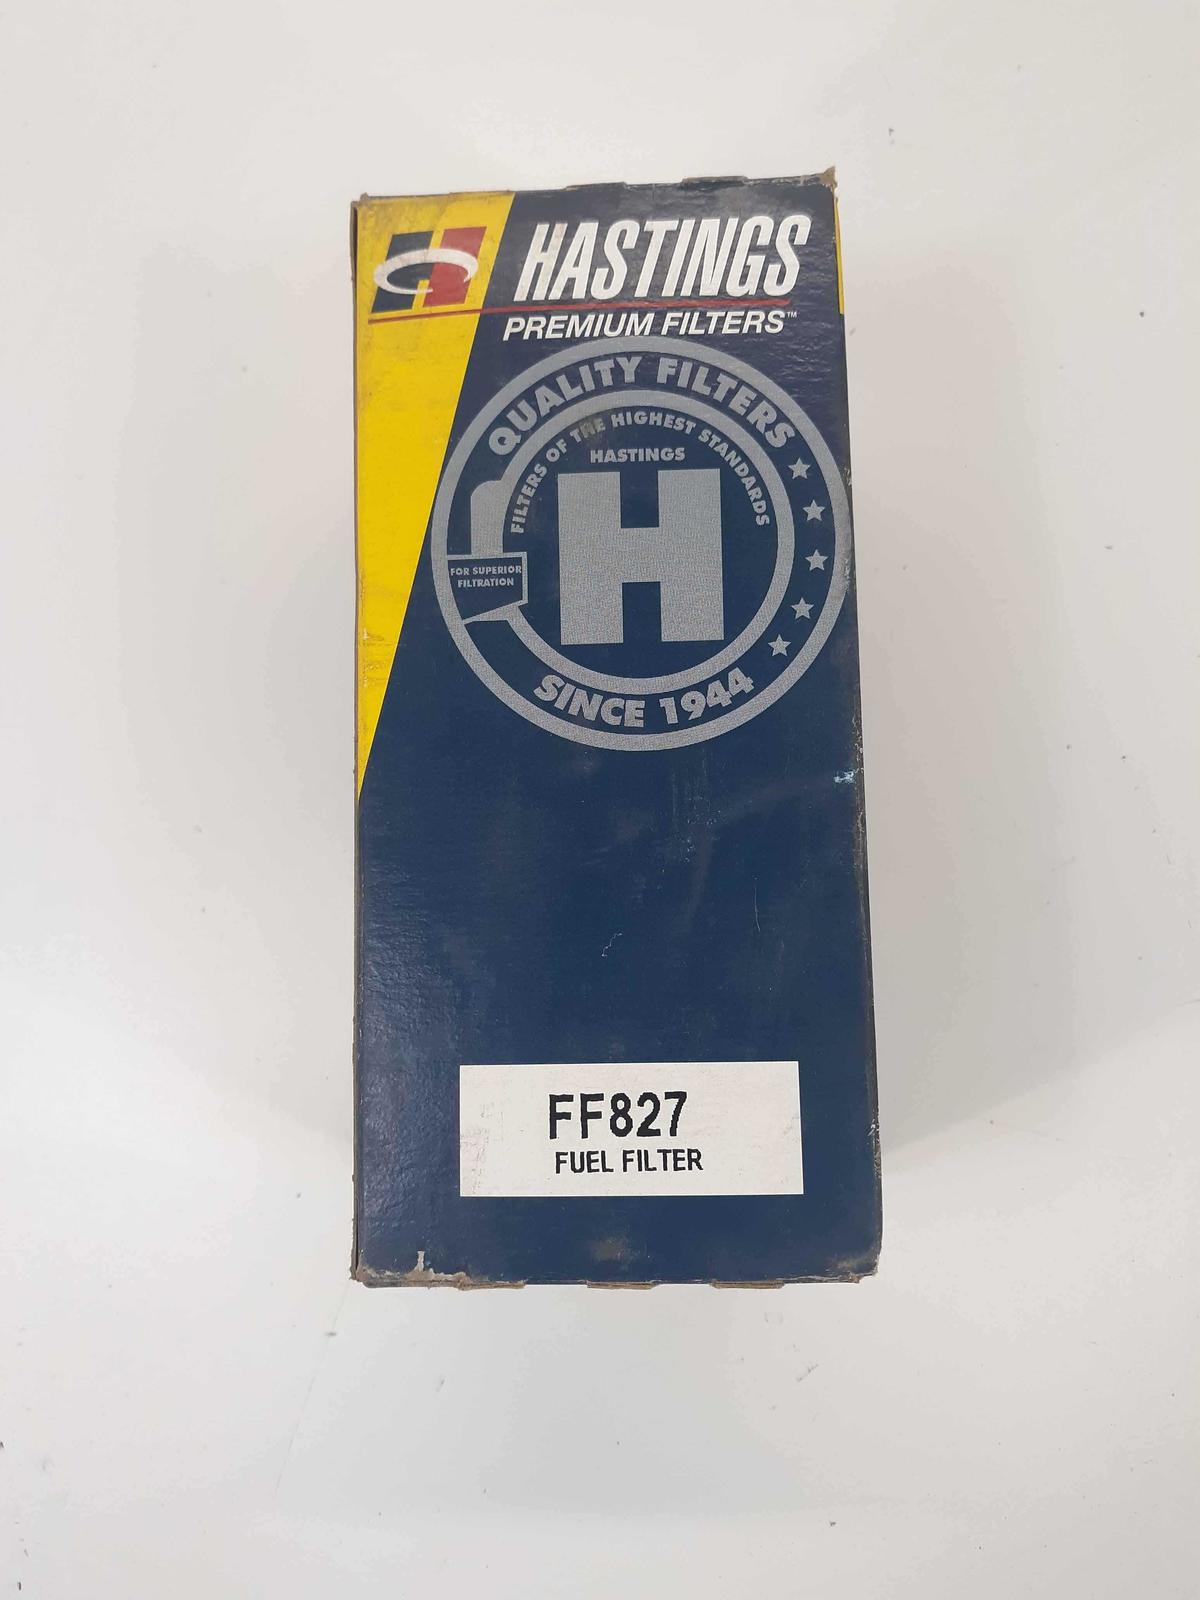 HASTINGS
PREMIUM FILTERS™
QUALITY FILTERS
FILTERS OF THE HIGHEST STANDARDS
HASTINGS
H
FOR SUPERIOR
FILTRATION
SINCE 1944
FF827
FUEL FILTER